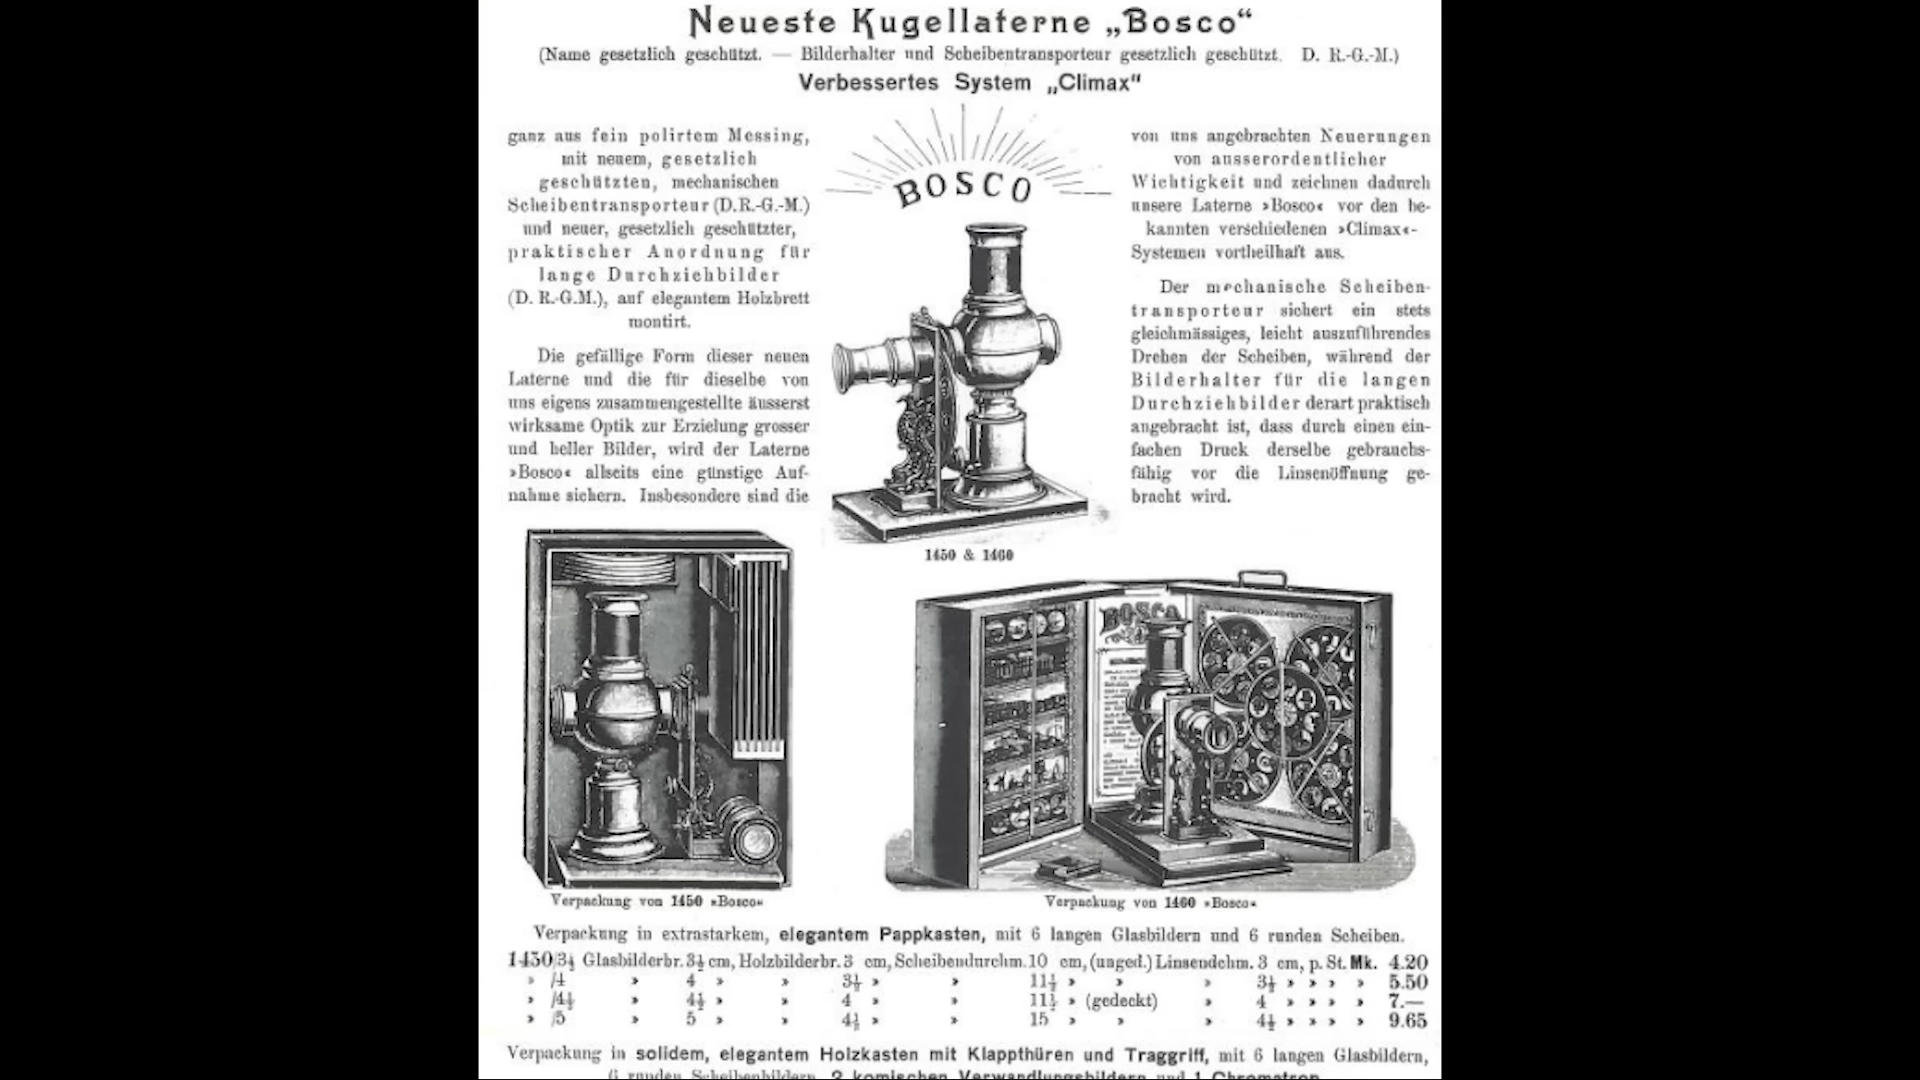 Neueste Kugellaterne „Bosco“
(Name gesetzlich geschützt. — Bilderhalter und Scheibentransporteur gesetzlich geschützt. D. R.-G.-M.)
Verbessertes System „Climax“
BOSCO
ganz aus fein polirtem Messing,
mit neuem, gesetzlich
geschützten, mechanischen
Scheibentransporteur (D.R.-G.-M.)
und neuer, gesetzlich geschützter,
praktischer Anordnung für
lange Durchziehbilder
(D. R.-G.M.), auf elegantem Holzbrett
montirt.
Die gefällige Form dieser neuen
Laterne und die für dieselbe von
uns eigens zusammengestellte äusserst
wirksame Optik zur Erzielung grosser
und heller Bilder, wird der Laterne
»Bosco« allseits eine günstige Auf-
nahme sichern. Insbesondere sind die
von uns angebrachten Neuerungen
von ausserordentlicher
Wichtigkeit und zeichnen dadurch
unsere Laterne »Bosco« vor den be-
kannten verschiedenen »Climax«-
Systemen vortheilhaft aus.
Der mechanische Scheiben-
transporteur sichert ein stets
gleichmässiges, leicht auszuführendes
Drehen der Scheiben, während der
Bilderhalter für die langen
Durchziehbilder derart praktisch
angebracht ist, dass durch einen ein-
fachen Druck derselbe gebrauchs-
fähig vor die Linsenöffnung ge-
bracht wird.
1450 & 1460
BOSCO
Verpackung von 1450 »Bosco«
Verpackung von 1460 »Bosco«
Verpackung in extrastarkem, elegantem Pappkasten, mit 6 langen Glasbildern und 6 runden Scheiben.
1450/3½ Glasbilderbr. 3½ cm, Holzbilderbr. 3 cm, Scheibendurchm. 10 cm, (unged.) Linsendchm. 3 cm, p. St. Mk. 4.20
» /4 » 4 » » 3½ » » 11½ » » » 3½ » » » » 5.50
» /4½ » 4½ » » 4 » » 11½ » (gedeckt) » 4 » » » » 7.—
» /5 » 5 » » 4½ » » 15 » » » 4½ » » » » 9.65
Verpackung in solidem, elegantem Holzkasten mit Klappthüren und Traggriff, mit 6 langen Glasbildern,
6 runden Scheibenbildern, 2 komischen Verwandlungsbildern und 1 Chromatrop.